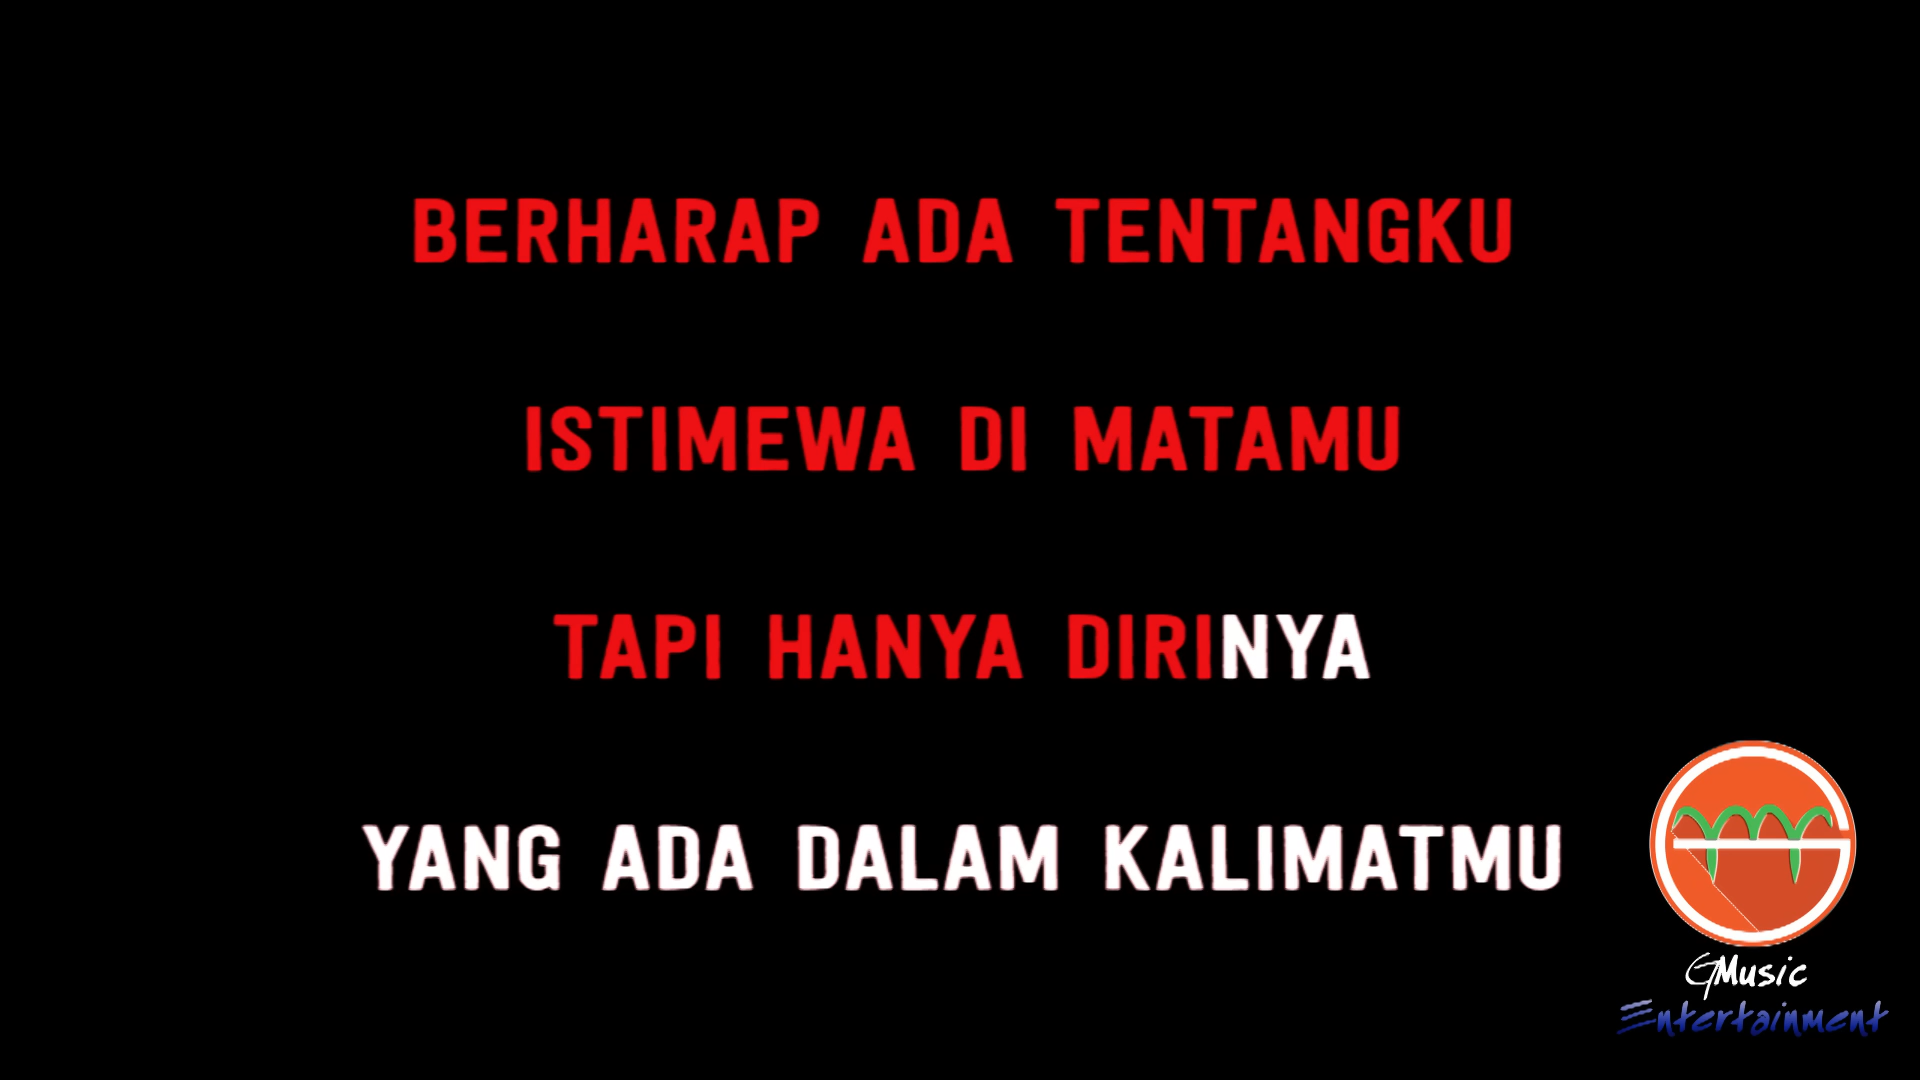 BERHARAP ADA TENTANGKU
ISTIMEWA DI MATAMU
TAPI HANYA DIRINYA
YANG ADA DALAM KALIMATMU
GMusic
Entertainment